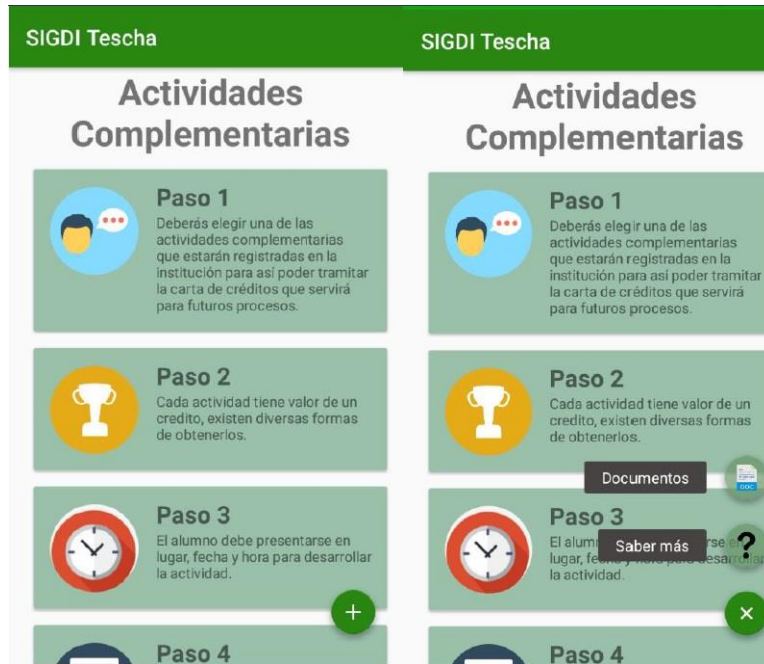 SIGDI Tescha
Actividades
Complementarias
Paso 1
Deberás elegir una de las
actividades complementarias
que estarán registradas en la
institución para así poder tramitar
la carta de créditos que servirá
para futuros procesos.
Paso 2
Cada actividad tiene valor de un
credito, existen diversas formas
de obtenerlos.
Paso 3
El alumno debe presentarse en
lugar, fecha y hora para desarrollar
la actividad.
+
Paso 4
SIGDI Tescha
Actividades
Complementarias
Paso 1
Deberás elegir una de las
actividades complementarias
que estarán registradas en la
institución para así poder tramitar
la carta de créditos que servirá
para futuros procesos.
Paso 2
Cada actividad tiene valor de un
credito, existen diversas formas
de obtenerlos.
Documentos
DOC
Paso 3
El
Saber más
?
lugar,
la actividad.
×
Paso 4